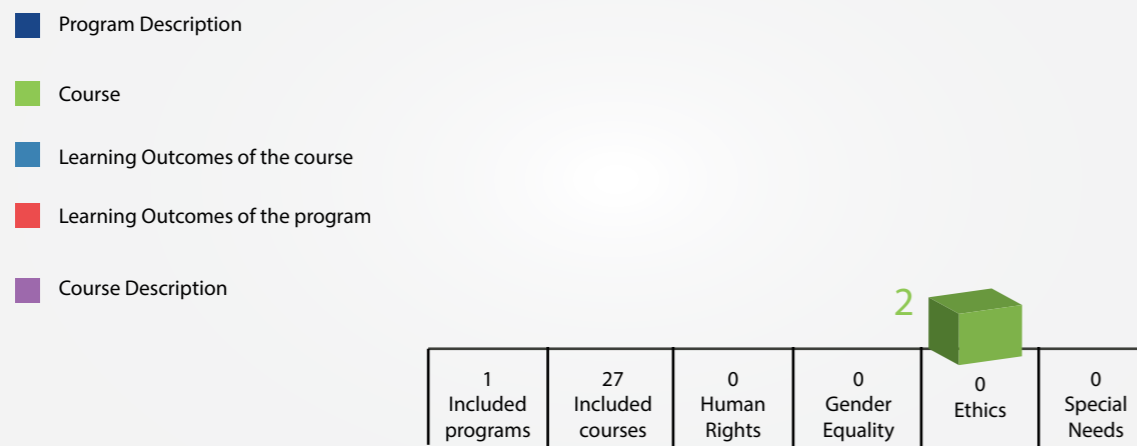 Program Description
Course
Learning Outcomes of the course
Learning Outcomes of the program
Course Description
2
1
Included
programs
27
Included
courses
0
Human
Rights
0
Gender
Equality
0
Ethics
0
Special
Needs